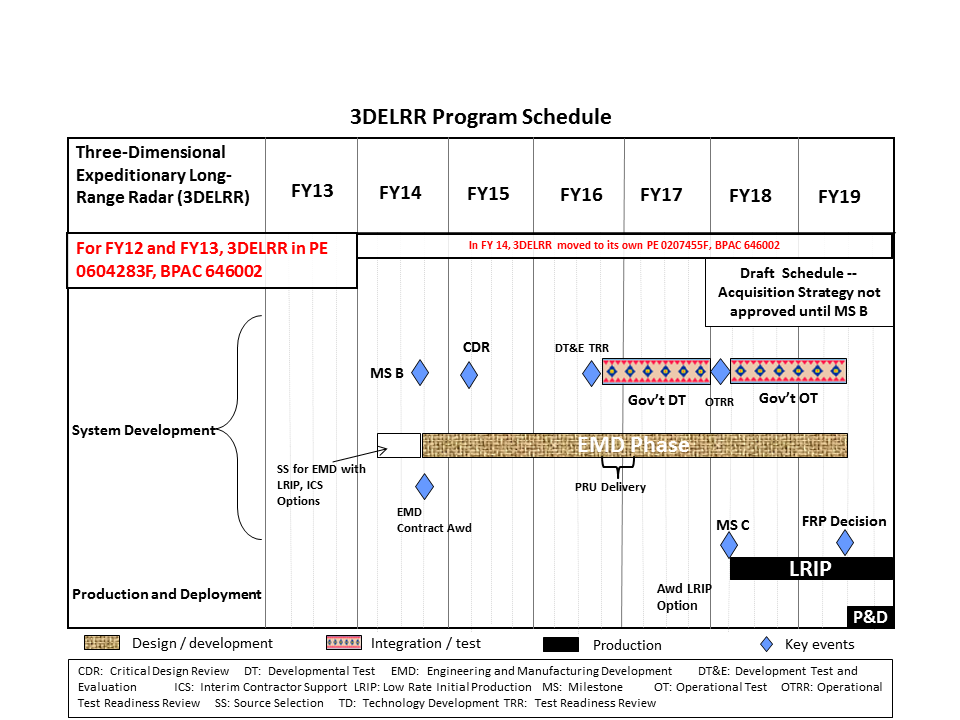 3DELRR Program Schedule
Three-Dimensional
Expeditionary Long-
Range Radar (3DELRR)
FY13
FY14
FY15
FY16
FY17
FY18
FY19
For FY12 and FY13, 3DELRR in PE
0604283F, BPAC 646002
In FY 14, 3DELRR moved to its own PE 0207455F, BPAC 646002
Draft Schedule --
Acquisition Strategy not
approved until MS B
CDR
DT&E TRR
MS B
Gov't DT
OTRR
Gov't OT
System Development
EMD Phase
SS for EMD with
LRIP, ICS
Options
PRU Delivery
EMD
Contract Awd
MS C
FRP Decision
LRIP
Production and Deployment
Awd LRIP
Option
P&D
Design / development
Integration / test
Production
Key events
CDR: Critical Design Review DT: Developmental Test EMD: Engineering and Manufacturing Development DT&E: Development Test and
Evaluation ICS: Interim Contractor Support LRIP: Low Rate Initial Production MS: Milestone OT: Operational Test OTRR: Operational
Test Readiness Review SS: Source Selection TD: Technology Development TRR: Test Readiness Review